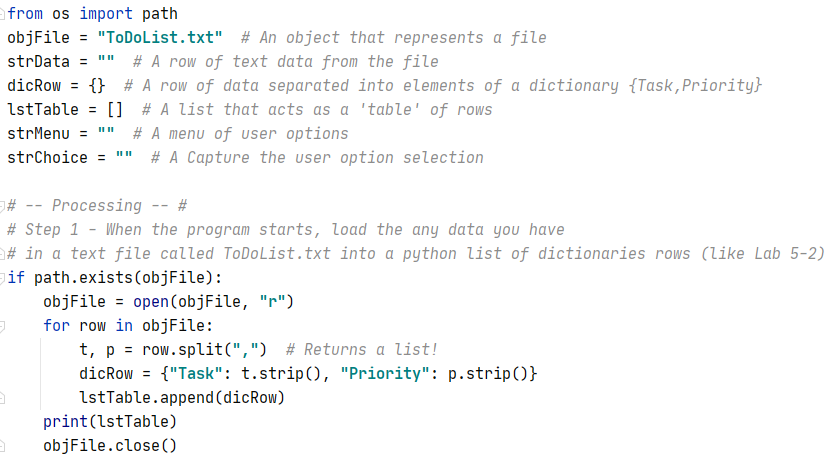 from os import path
objFile = "ToDoList.txt"  # An object that represents a file
strData = ""  # A row of text data from the file
dicRow = {}  # A row of data separated into elements of a dictionary {Task,Priority}
lstTable = []  # A list that acts as a 'table' of rows
strMenu = ""  # A menu of user options
strChoice = ""  # A Capture the user option selection

# -- Processing -- #
# Step 1 - When the program starts, load the any data you have
# in a text file called ToDoList.txt into a python list of dictionaries rows (like Lab 5-2)
if path.exists(objFile):
    objFile = open(objFile, "r")
    for row in objFile:
        t, p = row.split(",")  # Returns a list!
        dicRow = {"Task": t.strip(), "Priority": p.strip()}
        lstTable.append(dicRow)
    print(lstTable)
    objFile.close()